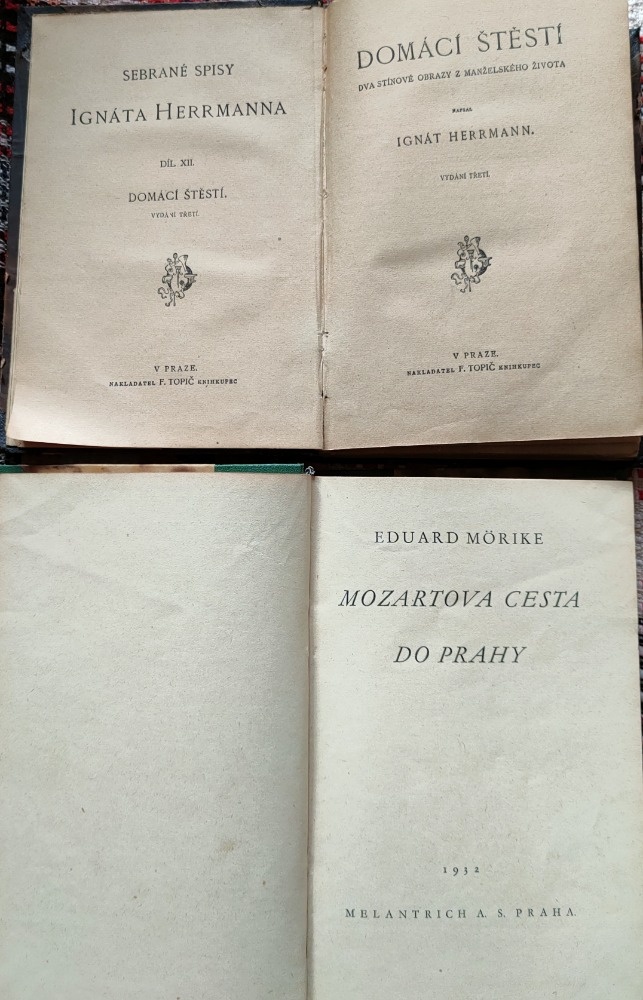 SEBRANÉ SPISY
IGNÁTA HERRMANNA
DÍL XII.
DOMÁCÍ ŠTĚSTÍ.
VYDÁNÍ TŘETÍ.
V PRAZE.
NAKLADATEL F. TOPIČ KNIHKUPEC
DOMÁCÍ ŠTĚSTÍ
DVA STÍNOVÉ OBRAZY Z MANŽELSKÉHO ŽIVOTA
NAPSAL
IGNÁT HERRMANN.
VYDÁNÍ TŘETÍ.
V PRAZE.
NAKLADATEL F. TOPIČ KNIHKUPEC
EDUARD MÖRIKE
MOZARTOVA CESTA
DO PRAHY
1932
MELANTRICH A. S. PRAHA.